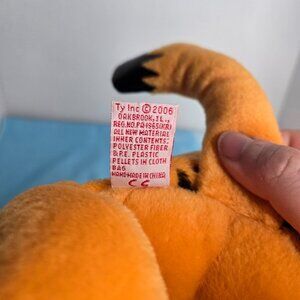 Ty Inc © 2006
OAKBROOK, IL.,
REG.NO.PA-1965(KR)
ALL NEW MATERIAL
INTERIOR CONTENTS:
POLYESTER FIBER
& P.E. PLASTIC
PELLETS IN CLOTH
BAG
HANDMADE IN CHINA
CE